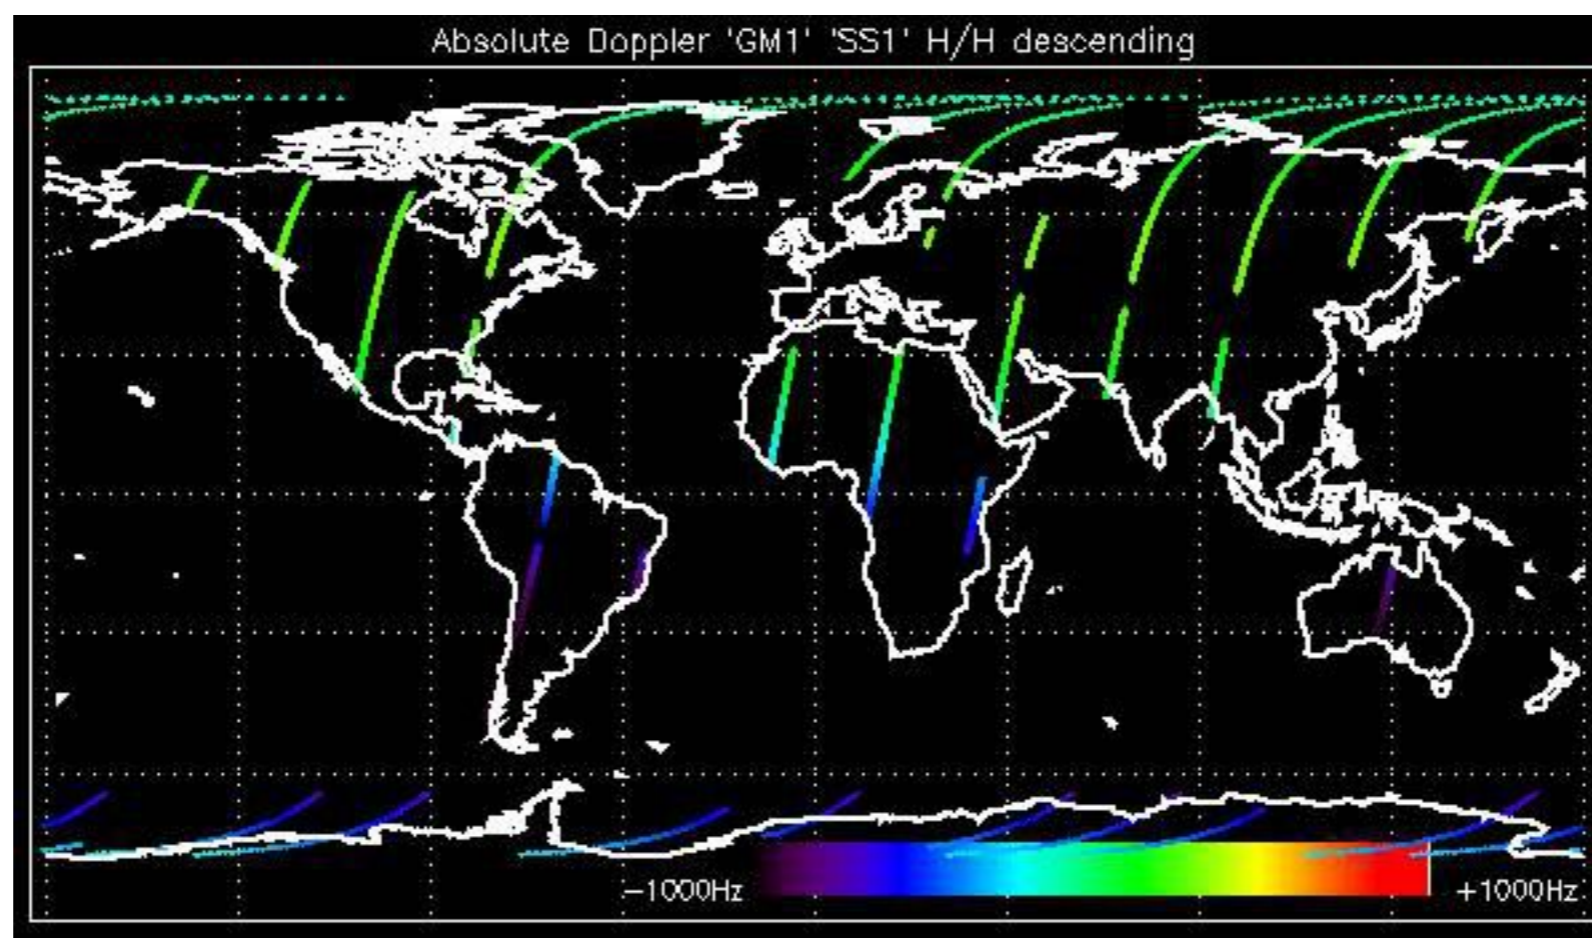 Absolute Doppler 'GM1' 'SS1' H/H descending
-1000Hz
+1000Hz